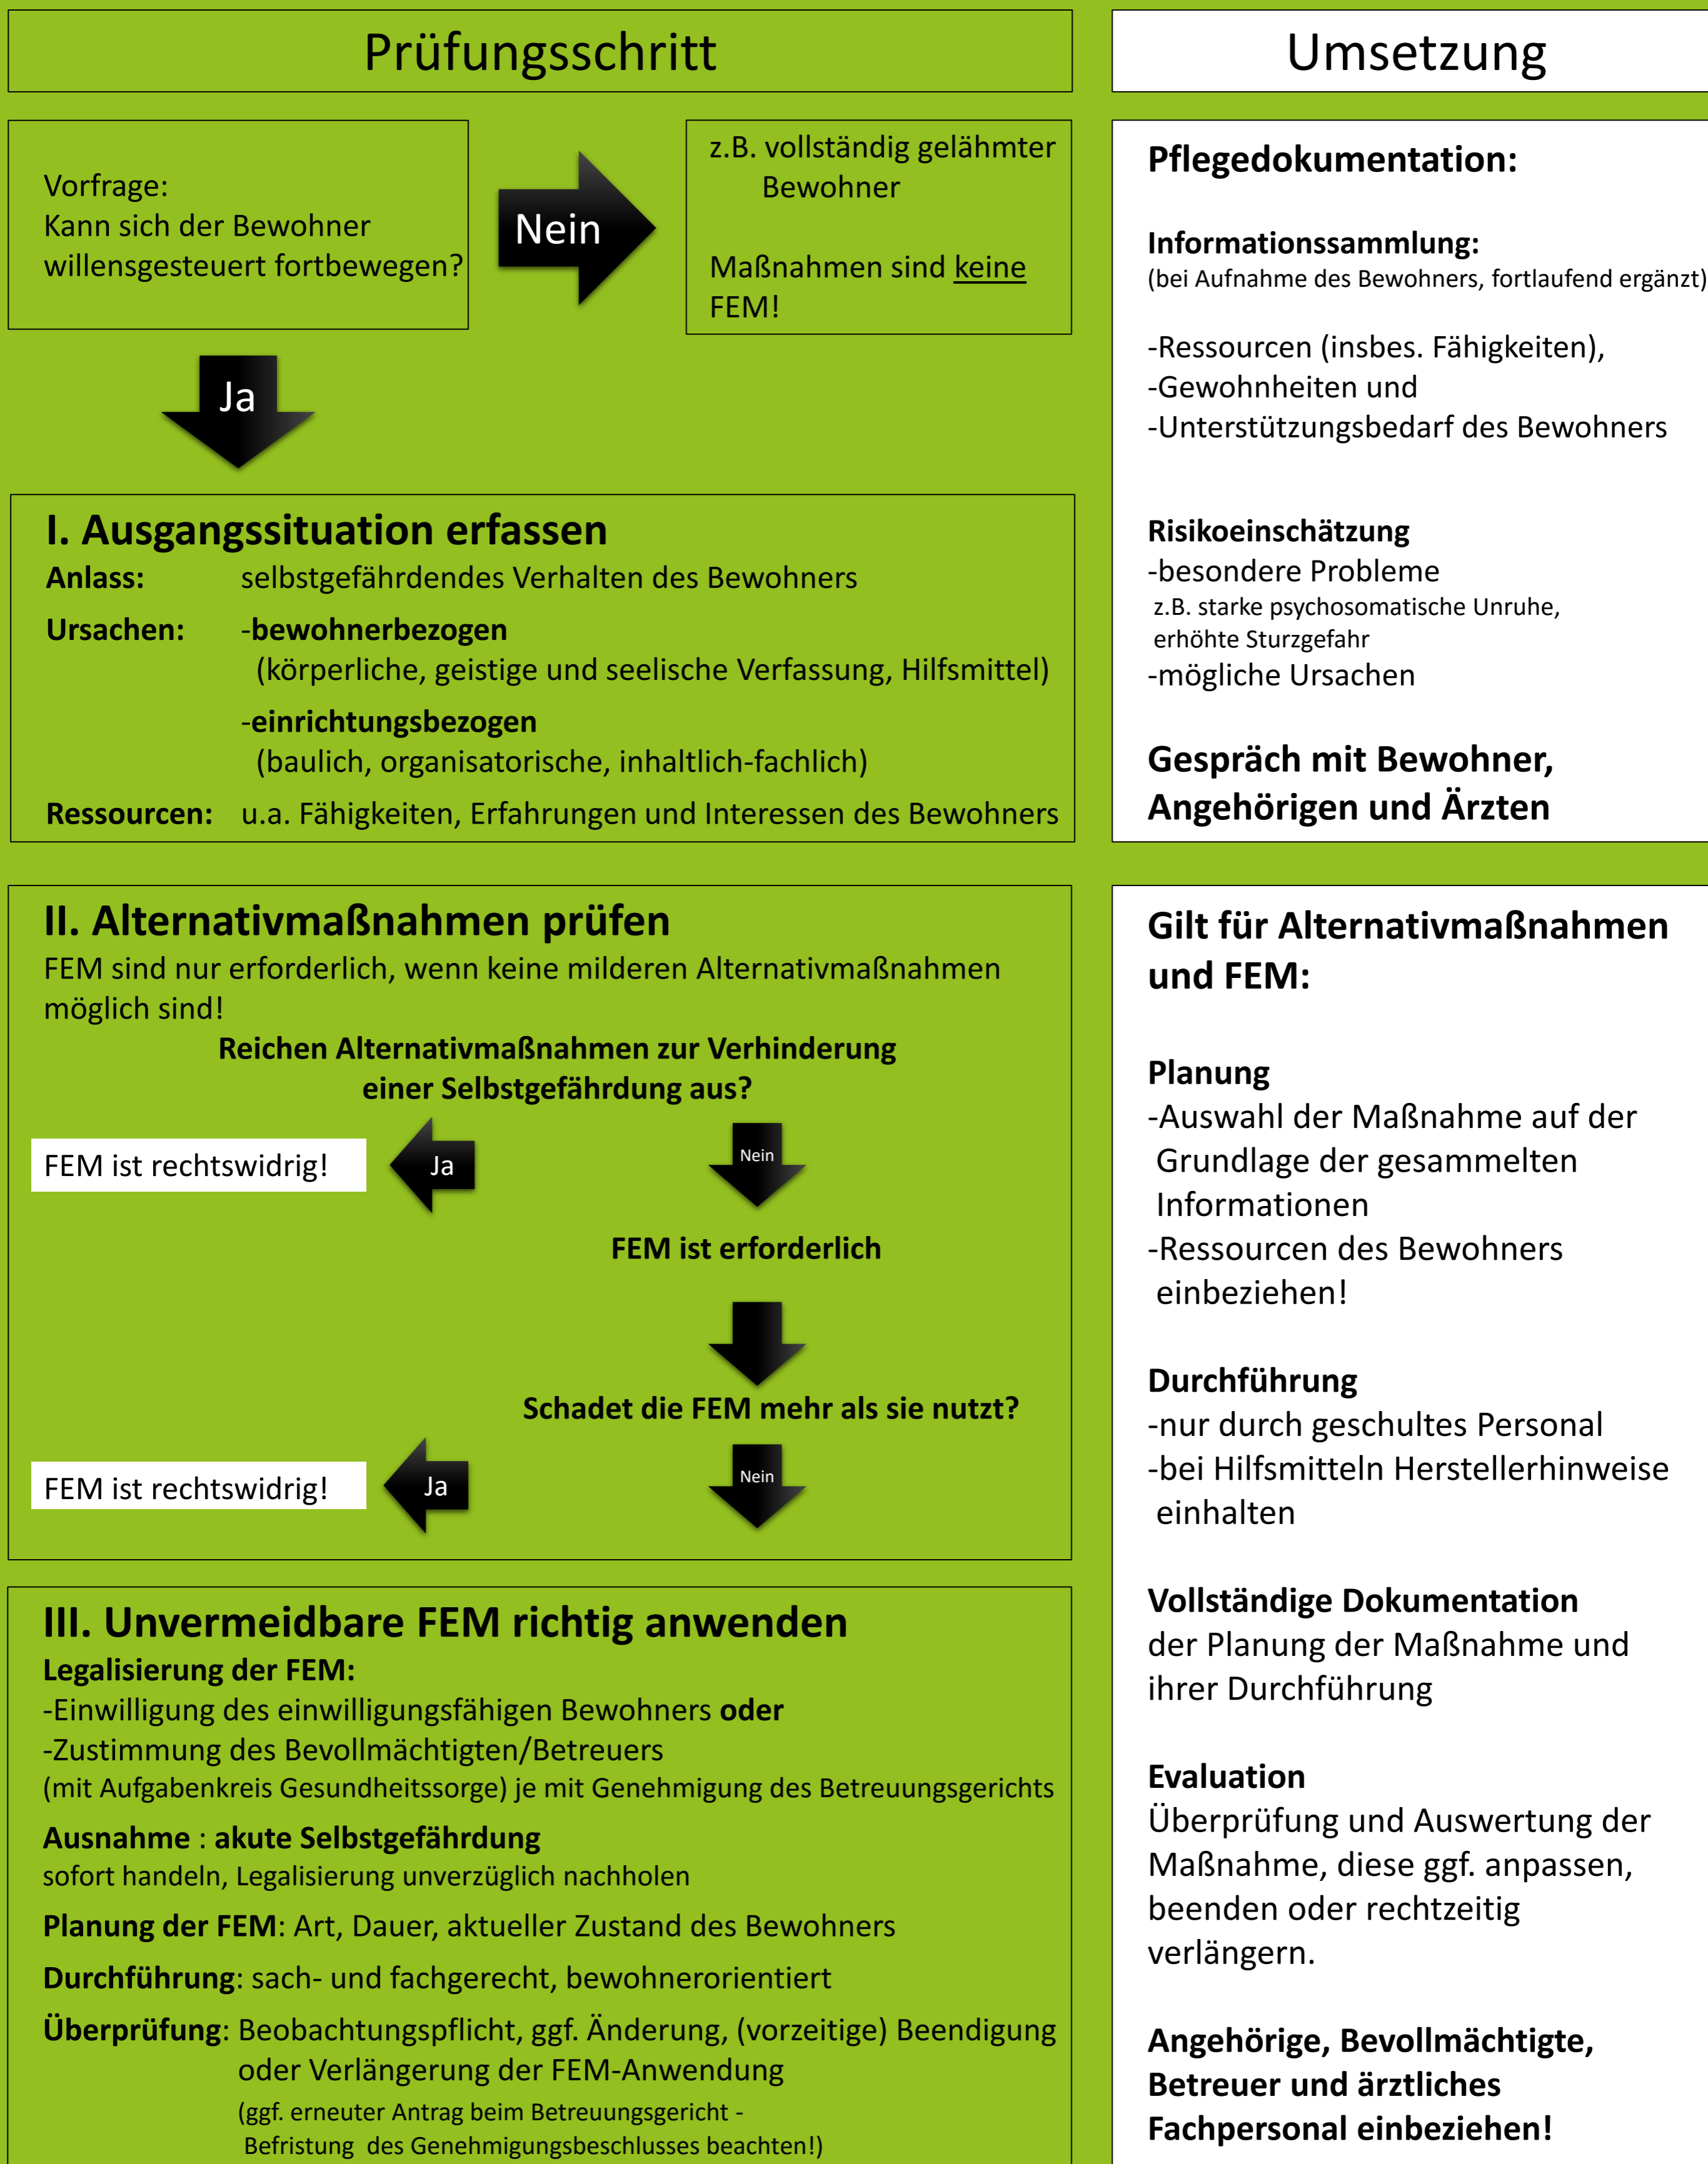 Prüfungsschritt
Umsetzung
Vorfrage:
Kann sich der Bewohner
willensgesteuert fortbewegen?
Nein
z.B. vollständig gelähmter
Bewohner
Maßnahmen sind keine
FEM!
Ja
I. Ausgangssituation erfassen
Anlass: selbstgefährdendes Verhalten des Bewohners
Ursachen: -bewohnerbezogen
(körperliche, geistige und seelische Verfassung, Hilfsmittel)
-einrichtungsbezogen
(baulich, organisatorische, inhaltlich-fachlich)
Ressourcen: u.a. Fähigkeiten, Erfahrungen und Interessen des Bewohners
Pflegedokumentation:
Informationssammlung:
(bei Aufnahme des Bewohners, fortlaufend ergänzt)
-Ressourcen (insbes. Fähigkeiten),
-Gewohnheiten und
-Unterstützungsbedarf des Bewohners
Risikoeinschätzung
-besondere Probleme
z.B. starke psychosomatische Unruhe,
erhöhte Sturzgefahr
-mögliche Ursachen
Gespräch mit Bewohner,
Angehörigen und Ärzten
II. Alternativmaßnahmen prüfen
FEM sind nur erforderlich, wenn keine milderen Alternativmaßnahmen
möglich sind!
Reichen Alternativmaßnahmen zur Verhinderung
einer Selbstgefährdung aus?
FEM ist rechtswidrig!
Ja
Nein
FEM ist erforderlich
Schadet die FEM mehr als sie nutzt?
FEM ist rechtswidrig!
Ja
Nein
III. Unvermeidbare FEM richtig anwenden
Legalisierung der FEM:
-Einwilligung des einwilligungsfähigen Bewohners oder
-Zustimmung des Bevollmächtigten/Betreuers
(mit Aufgabenkreis Gesundheitssorge) je mit Genehmigung des Betreuungsgerichts
Ausnahme : akute Selbstgefährdung
sofort handeln, Legalisierung unverzüglich nachholen
Planung der FEM: Art, Dauer, aktueller Zustand des Bewohners
Durchführung: sach- und fachgerecht, bewohnerorientiert
Überprüfung: Beobachtungspflicht, ggf. Änderung, (vorzeitige) Beendigung
oder Verlängerung der FEM-Anwendung
(ggf. erneuter Antrag beim Betreuungsgericht -
Befristung des Genehmigungsbeschlusses beachten!)
Gilt für Alternativmaßnahmen
und FEM:
Planung
-Auswahl der Maßnahme auf der
Grundlage der gesammelten
Informationen
-Ressourcen des Bewohners
einbeziehen!
Durchführung
-nur durch geschultes Personal
-bei Hilfsmitteln Herstellerhinweise
einhalten
Vollständige Dokumentation
der Planung der Maßnahme und
ihrer Durchführung
Evaluation
Überprüfung und Auswertung der
Maßnahme, diese ggf. anpassen,
beenden oder rechtzeitig
verlängern.
Angehörige, Bevollmächtigte,
Betreuer und ärztliches
Fachpersonal einbeziehen!